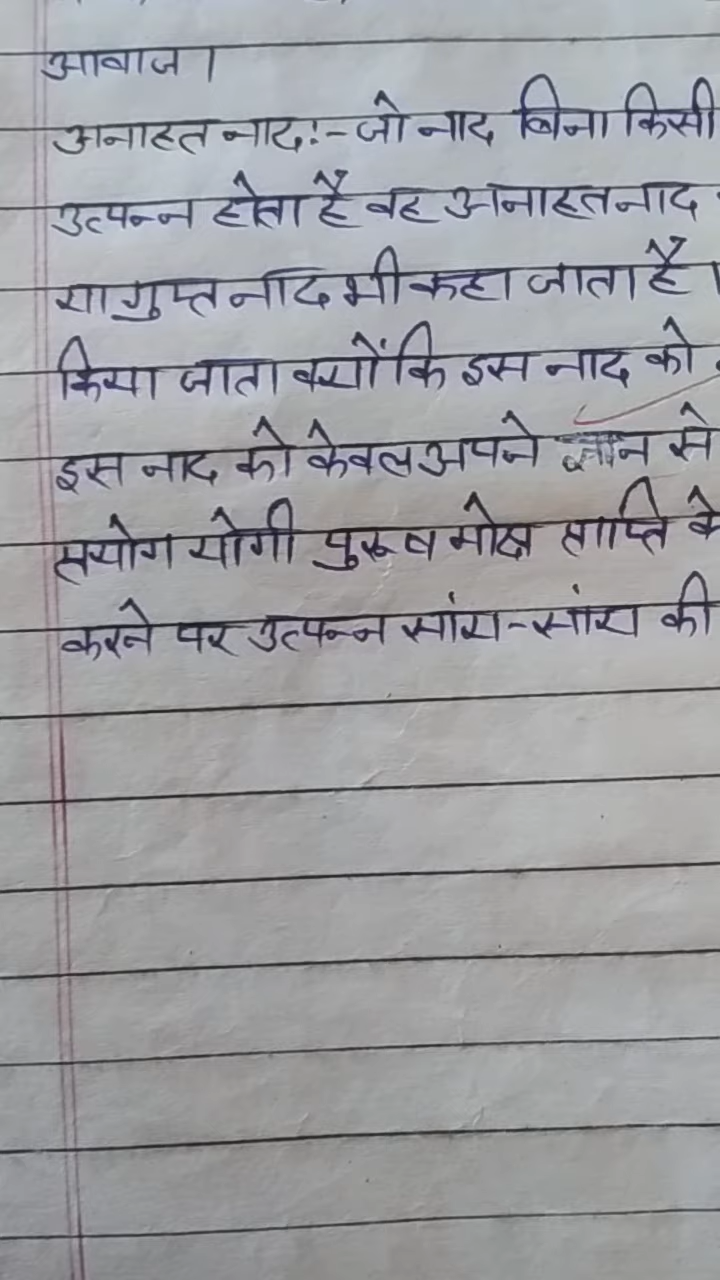 आवाज।
अनाहत नाद:- जो नाद बिना किसी
उत्पन्न होता है वह अनाहत नाद
या गुप्त नाद भी कहा जाता है।
किया जाता क्योंकि इस नाद को
इस नाद को केवल अपने ज्ञान से
सयोग योगी पुरूष मोक्ष प्राप्ति के
करने पर उत्पन्न सांय-सांय की